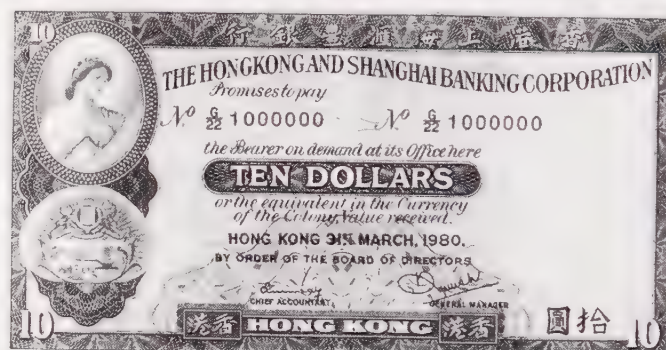 10
行銀豐滙海上港香
THE HONGKONG AND SHANGHAI BANKING CORPORATION
Promises to pay
Nº G/22 1000000 Nº G/22 1000000
the Bearer on demand at its Office here
TEN DOLLARS
or the equivalent in the Currency
of the Colony, Value received.
HONG KONG 31ST MARCH, 1980.
BY ORDER OF THE BOARD OF DIRECTORS
CHIEF ACCOUNTANT GENERAL MANAGER
10 港香 HONG KONG 港香 圓拾 10